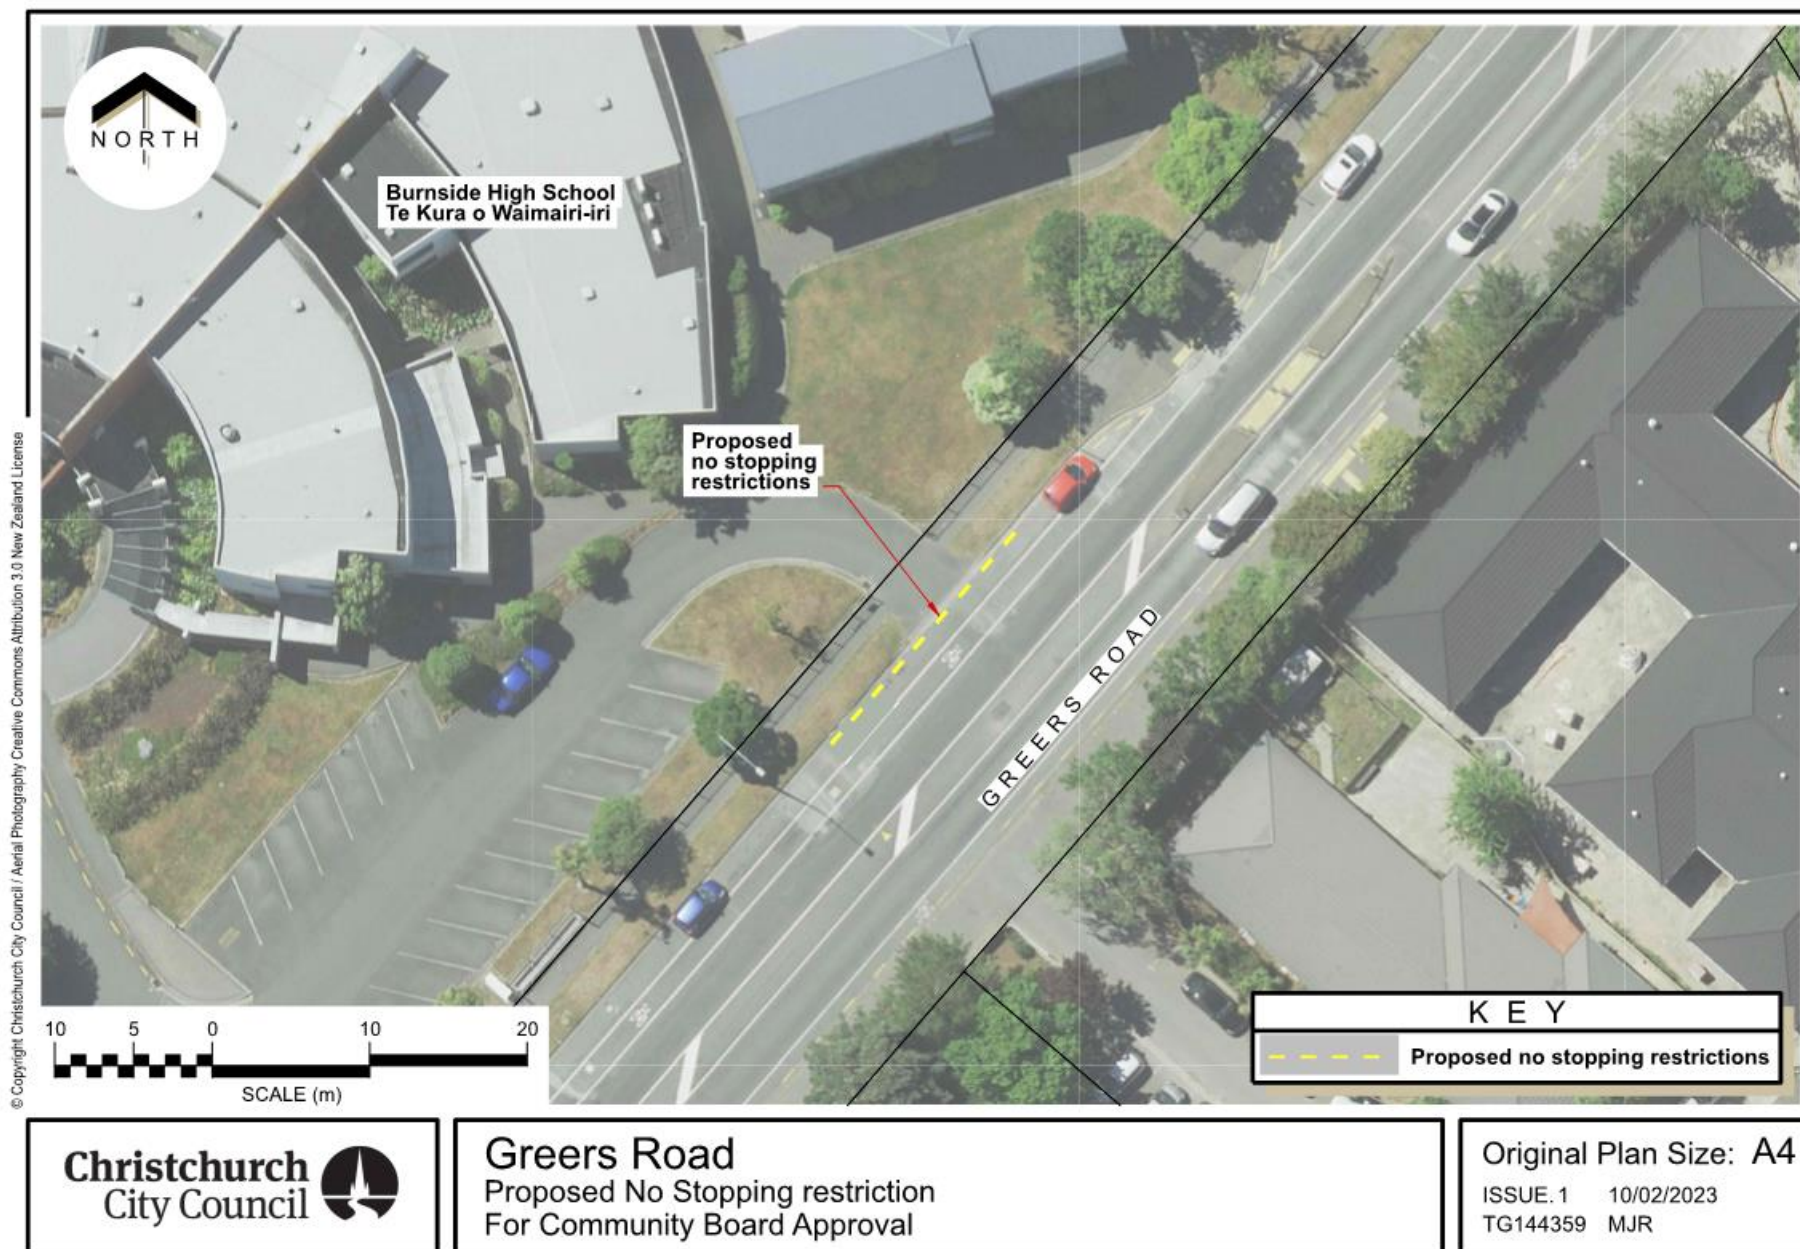 NORTH
Burnside High School
Te Kura o Waimairi-iri
Proposed
no stopping
restrictions
GREERS ROAD
© Copyright Christchurch City Council / Aerial Photography Creative Commons Attribution 3.0 New Zealand License
10 5 0 10 20
SCALE (m)
KEY
Proposed no stopping restrictions
Christchurch
City Council
Greers Road
Proposed No Stopping restriction
For Community Board Approval
Original Plan Size: A4
ISSUE.1 10/02/2023
TG144359 MJR